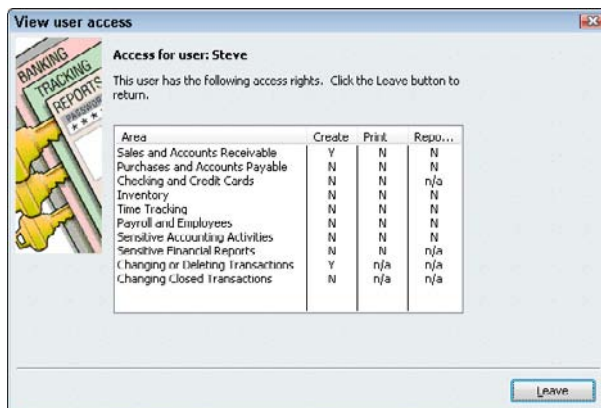 View user access
BANKING
TRACKING
REPORTS
PASSWORD
* * * *
Access for user: Steve
This user has the following access rights. Click the Leave button to
return.
Area Create Print Repo...
Sales and Accounts Receivable Y N N
Purchases and Accounts Payable N N N
Checking and Credit Cards N N n/a
Inventory N N N
Time Tracking N N N
Payroll and Employees N N N
Sensitive Accounting Activities N N N
Sensitive Financial Reports N N n/a
Changing or Deleting Transactions Y n/a n/a
Changing Closed Transactions N n/a n/a
Leave